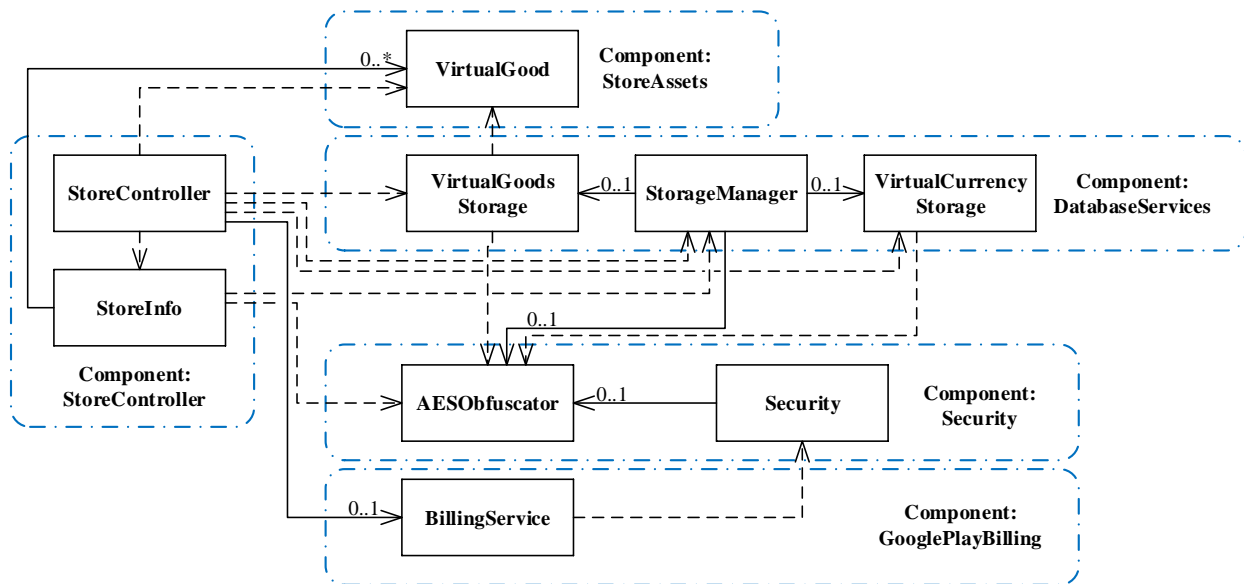 0..*
VirtualGood
Component:
StoreAssets
StoreController
VirtualGoods
Storage
0..1
StorageManager
0..1
VirtualCurrency
Storage
Component:
DatabaseServices
StoreInfo
Component:
StoreController
0..1
AESObfuscator
0..1
Security
Component:
Security
0..1
BillingService
Component:
GooglePlayBilling